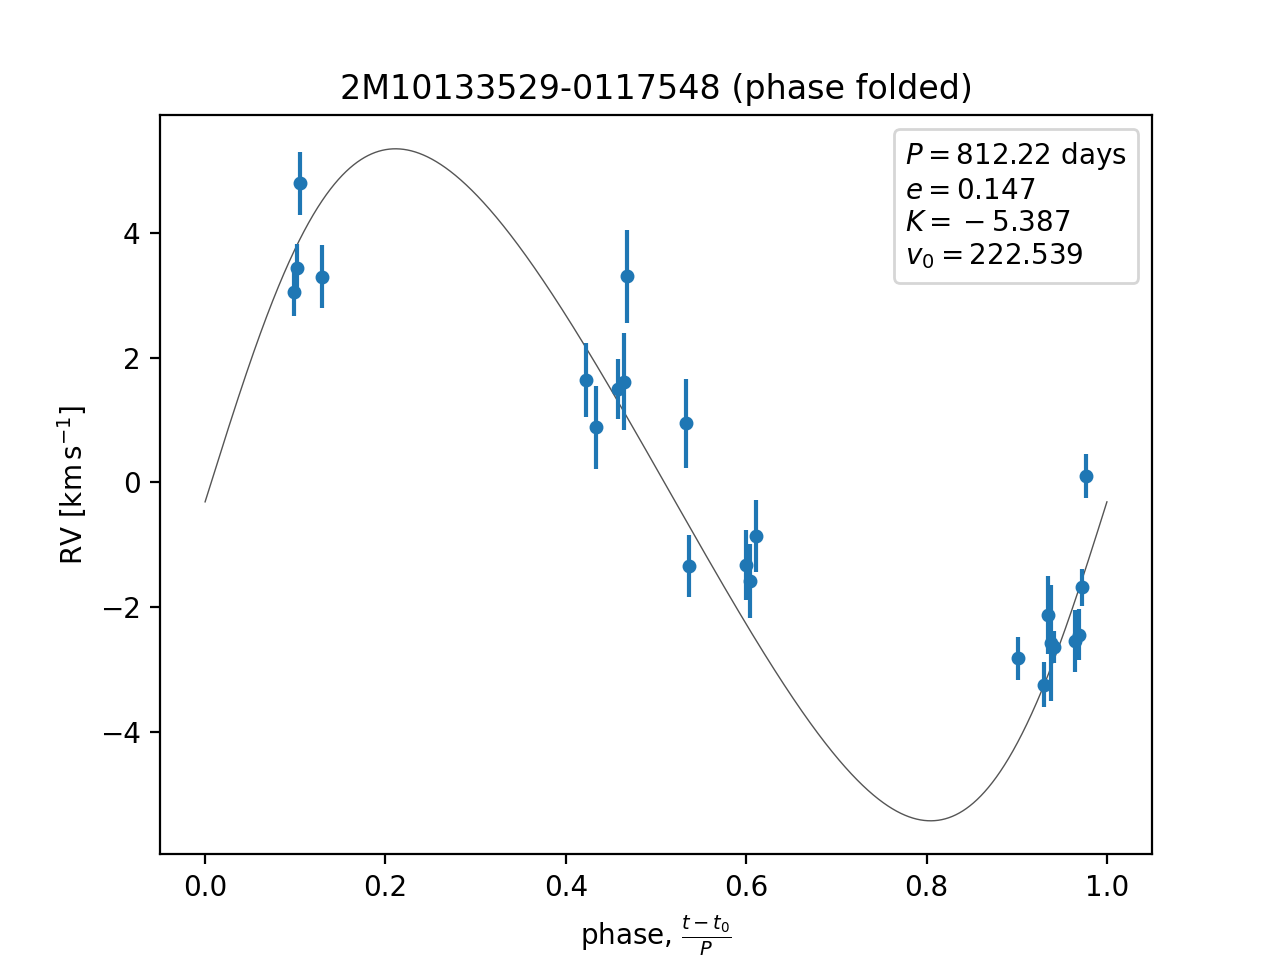 2M10133529-0117548 (phase folded)
P = 812.22 days
e = 0.147
K = −5.387
v₀ = 222.539
RV [km s⁻¹]
4
2
0
−2
−4
0.0 0.2 0.4 0.6 0.8 1.0
phase, (t − t₀)/P